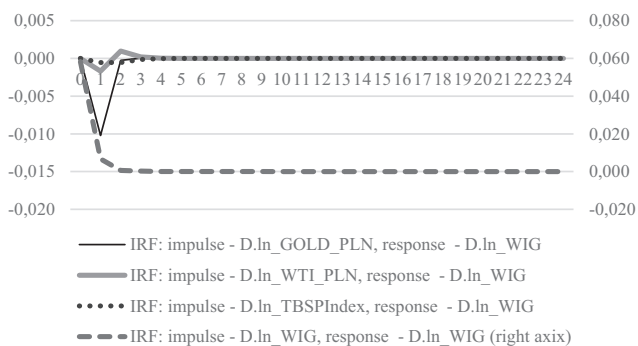 0,005 0,080
0,000 0,060
0 1 2 3 4 5 6 7 8 9 10 11 12 13 14 15 16 17 18 19 20 21 22 23 24
-0,005 0,040
-0,010 0,020
-0,015 0,000
-0,020 -0,020
IRF: impulse - D.ln_GOLD_PLN, response - D.ln_WIG
IRF: impulse - D.ln_WTI_PLN, response - D.ln_WIG
IRF: impulse - D.ln_TBSPIndex, response - D.ln_WIG
IRF: impulse - D.ln_WIG, response - D.ln_WIG (right axis)